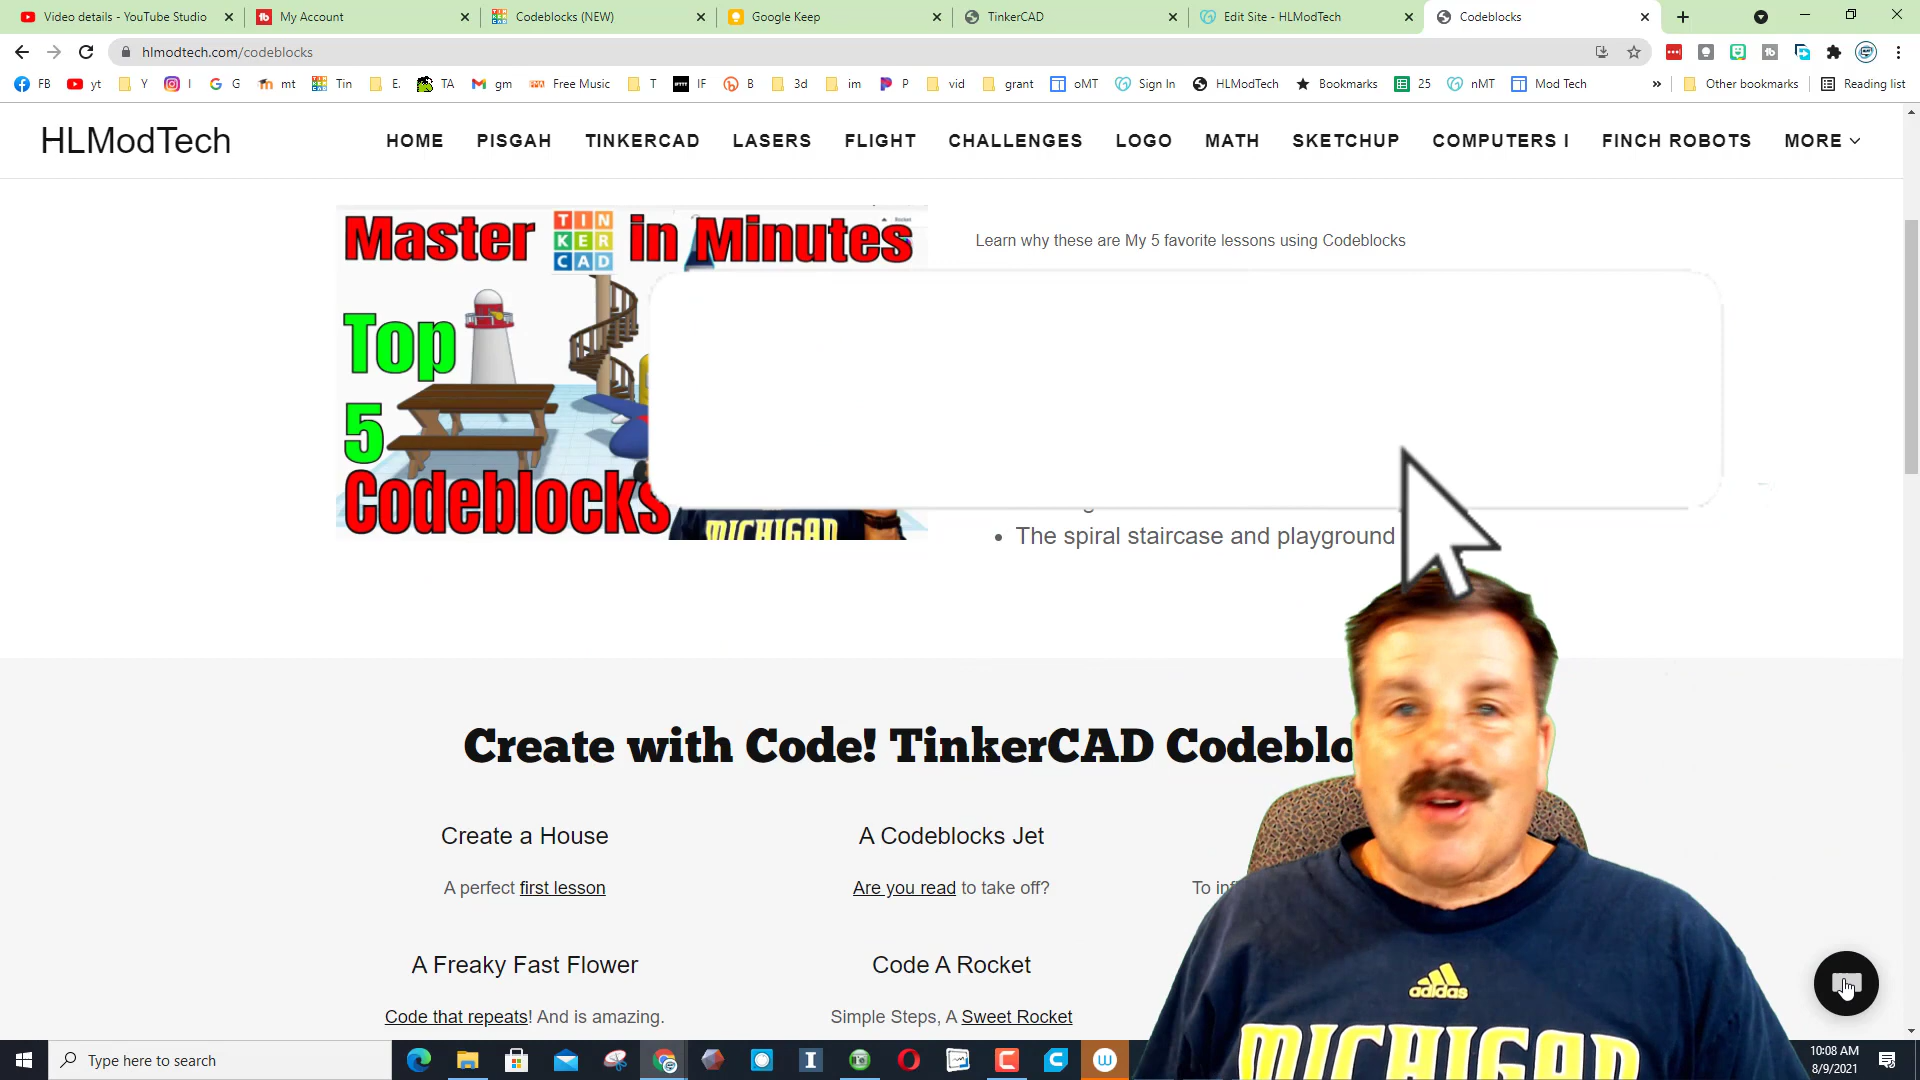 Video details - YouTube Studio
My Account
Codeblocks (NEW)
Google Keep
TinkerCAD
Edit Site - HLModTech
Codeblocks
hlmodtech.com/codeblocks
FB yt Y I G mt Tin E. TA gm Free Music T IF B 3d im P vid grant oMT Sign In HLModTech Bookmarks 25 nMT Mod Tech » Other bookmarks Reading list
HLModTech
HOME PISGAH TINKERCAD LASERS FLIGHT CHALLENGES LOGO MATH SKETCHUP COMPUTERS I FINCH ROBOTS MORE
Master TIN KER CAD in Minutes
Top
5
Codeblocks
MICHIGAN
Learn why these are My 5 favorite lessons using Codeblocks
The spiral staircase and playground
Create with Code! TinkerCAD Codeblo
Create a House
A perfect first lesson
A Codeblocks Jet
Are you read to take off?
A Freaky Fast Flower
Code that repeats! And is amazing.
Code A Rocket
Simple Steps, A Sweet Rocket
adidas
MICHIGAN
Type here to search
10:08 AM
8/9/2021